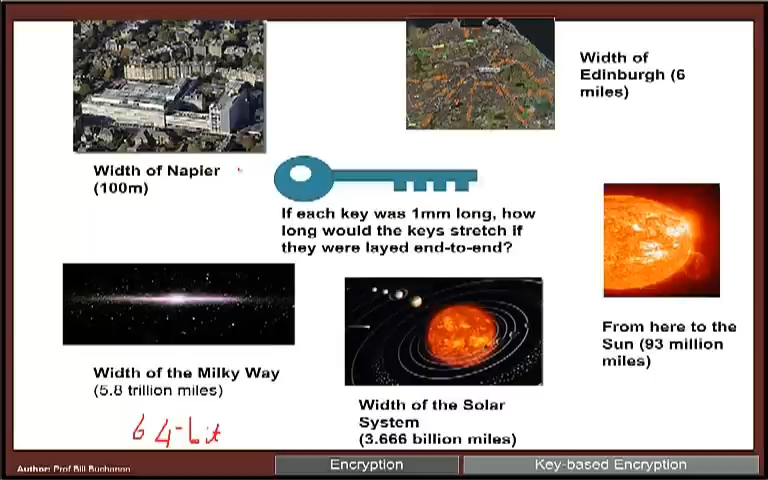 Width of
Edinburgh (6
miles)
Width of Napier
(100m)
If each key was 1mm long, how
long would the keys stretch if
they were layed end-to-end?
From here to the
Sun (93 million
miles)
Width of the Milky Way
(5.8 trillion miles)
Width of the Solar
System
(3.666 billion miles)
64-bit
Author: Prof Bill Buchanan
Encryption
Key-based Encryption